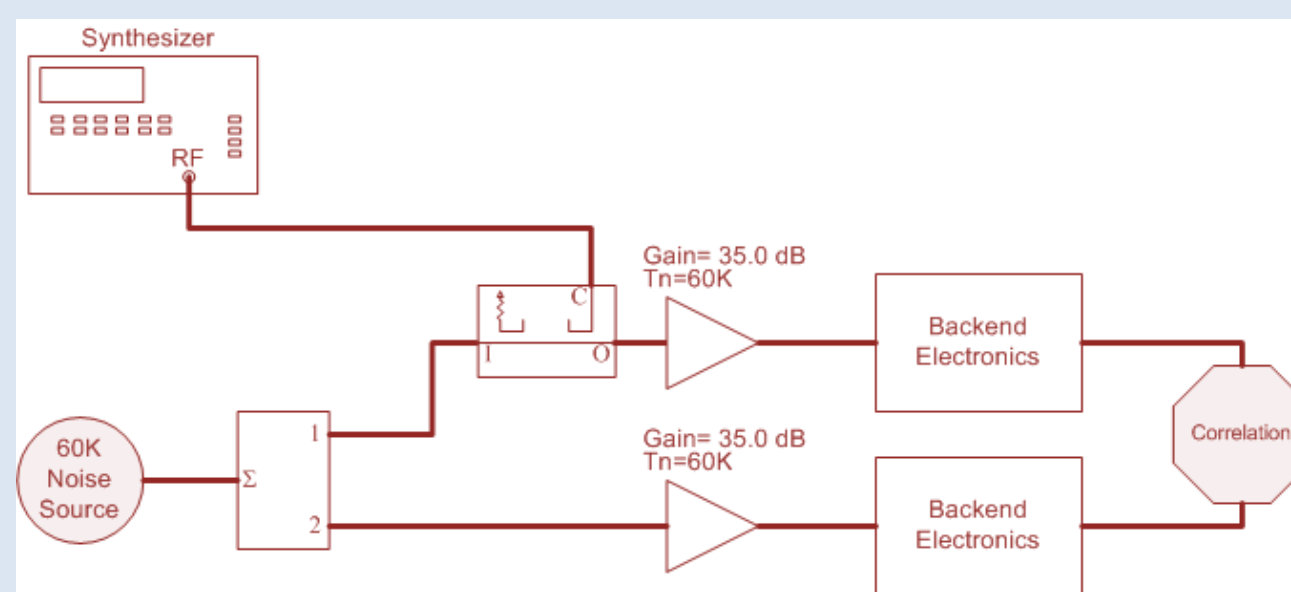 Synthesizer
RF
Gain= 35.0 dB
Tn=60K
C
I
O
Backend
Electronics
Correlation
60K
Noise
Source
Σ
1
2
Gain= 35.0 dB
Tn=60K
Backend
Electronics